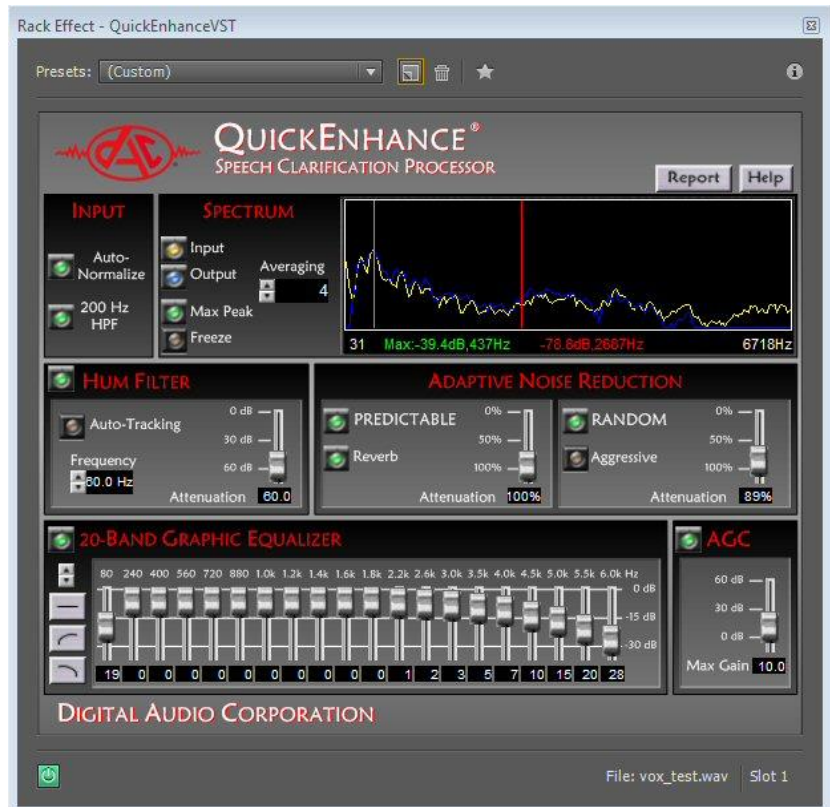 Rack Effect - QuickEnhanceVST
Presets: (Custom)
DAC
QUICKENHANCE®
SPEECH CLARIFICATION PROCESSOR
Report Help
INPUT
Auto-
Normalize
200 Hz
HPF
SPECTRUM
Input
Output
Max Peak
Freeze
Averaging
4
31 Max:-39.4dB,437Hz -78.8dB,2687Hz 6718Hz
HUM FILTER
Auto-Tracking
Frequency
60.0 Hz
0 dB
30 dB
60 dB
Attenuation 60.0
ADAPTIVE NOISE REDUCTION
PREDICTABLE
Reverb
0%
50%
100%
Attenuation 100%
RANDOM
Aggressive
0%
50%
100%
Attenuation 89%
20-BAND GRAPHIC EQUALIZER
80 240 400 560 720 880 1.0k 1.2k 1.4k 1.6k 1.8k 2.2k 2.6k 3.0k 3.5k 4.0k 4.5k 5.0k 5.5k 6.0k Hz
0 dB
-15 dB
-30 dB
19 0 0 0 0 0 0 0 0 0 0 1 2 3 5 7 10 15 20 28
AGC
60 dB
30 dB
0 dB
Max Gain 10.0
DIGITAL AUDIO CORPORATION
File: vox_test.wav Slot 1